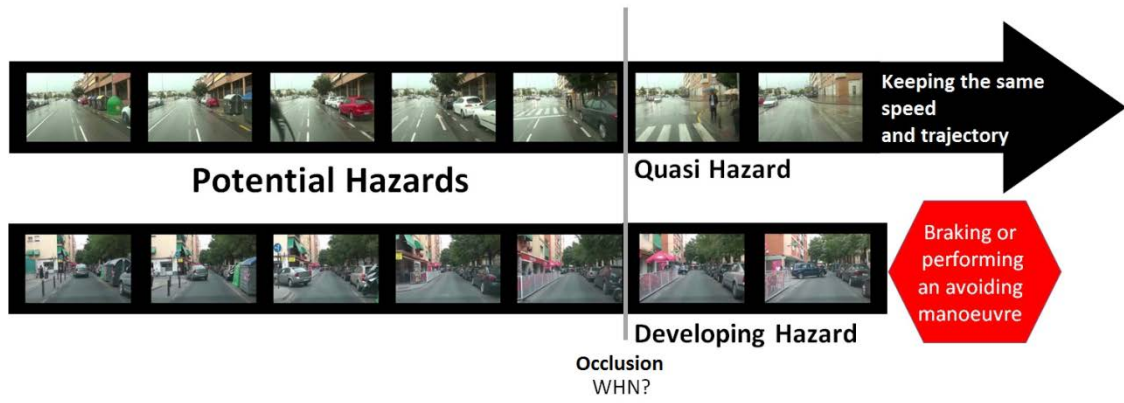 Keeping the same
speed
and trajectory
Potential Hazards
Quasi Hazard
Braking or
performing
an avoiding
manoeuvre
Developing Hazard
Occlusion
WHN?